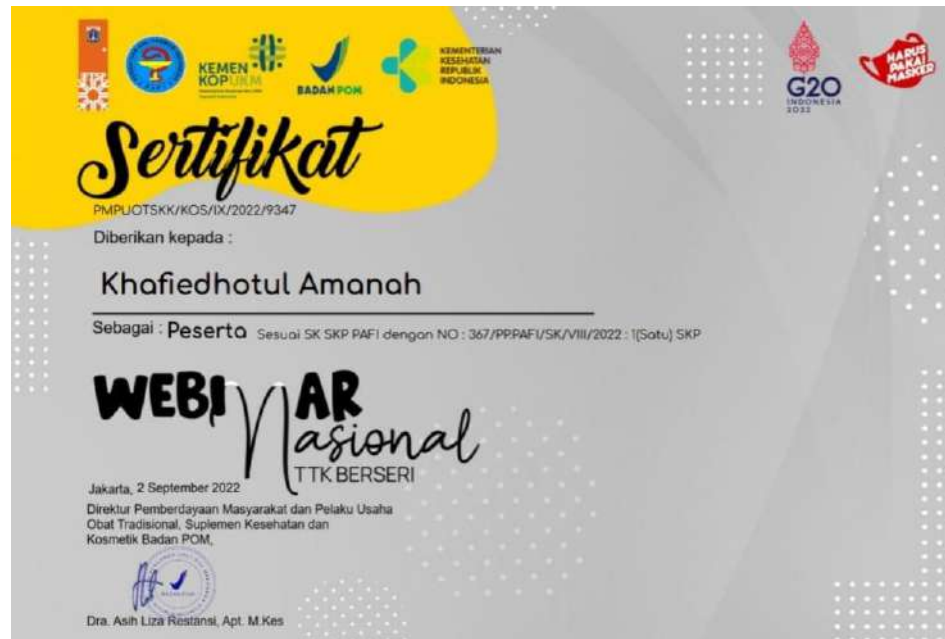 KEMEN
KOPUKM
BADAN POM
KEMENTERIAN
KESEHATAN
REPUBLIK
INDONESIA
G20
INDONESIA
2022
HARUS
PAKAI
MASKER
Sertifikat
PMPUOTSKK/KOS/IX/2022/9347
Diberikan kepada :
Khafiedhotul Amanah
Sebagai : Peserta Sesuai SK SKP PAFI dengan NO : 367/PP.PAFI/SK/VIII/2022 : 1(Satu) SKP
WEBINAR
Nasional
TTK BERSERI
Jakarta, 2 September 2022
Direktur Pemberdayaan Masyarakat dan Pelaku Usaha
Obat Tradisional, Suplemen Kesehatan dan
Kosmetik Badan POM,
Dra. Asih Liza Restansi, Apt. M.Kes